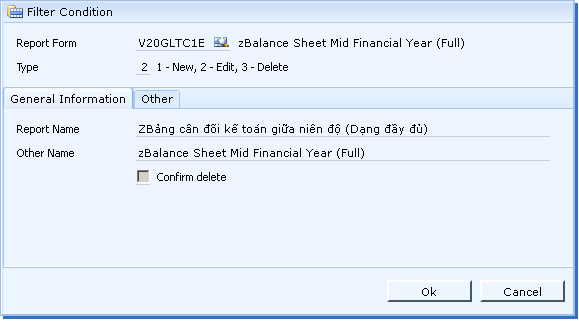 Filter Condition
Report Form V20GLTC1E zBalance Sheet Mid Financial Year (Full)
Type 2 1 - New, 2 - Edit, 3 - Delete
General Information Other
Report Name ZBảng cân đối kế toán giữa niên độ (Dạng đầy đủ)
Other Name zBalance Sheet Mid Financial Year (Full)
Confirm delete
Ok Cancel